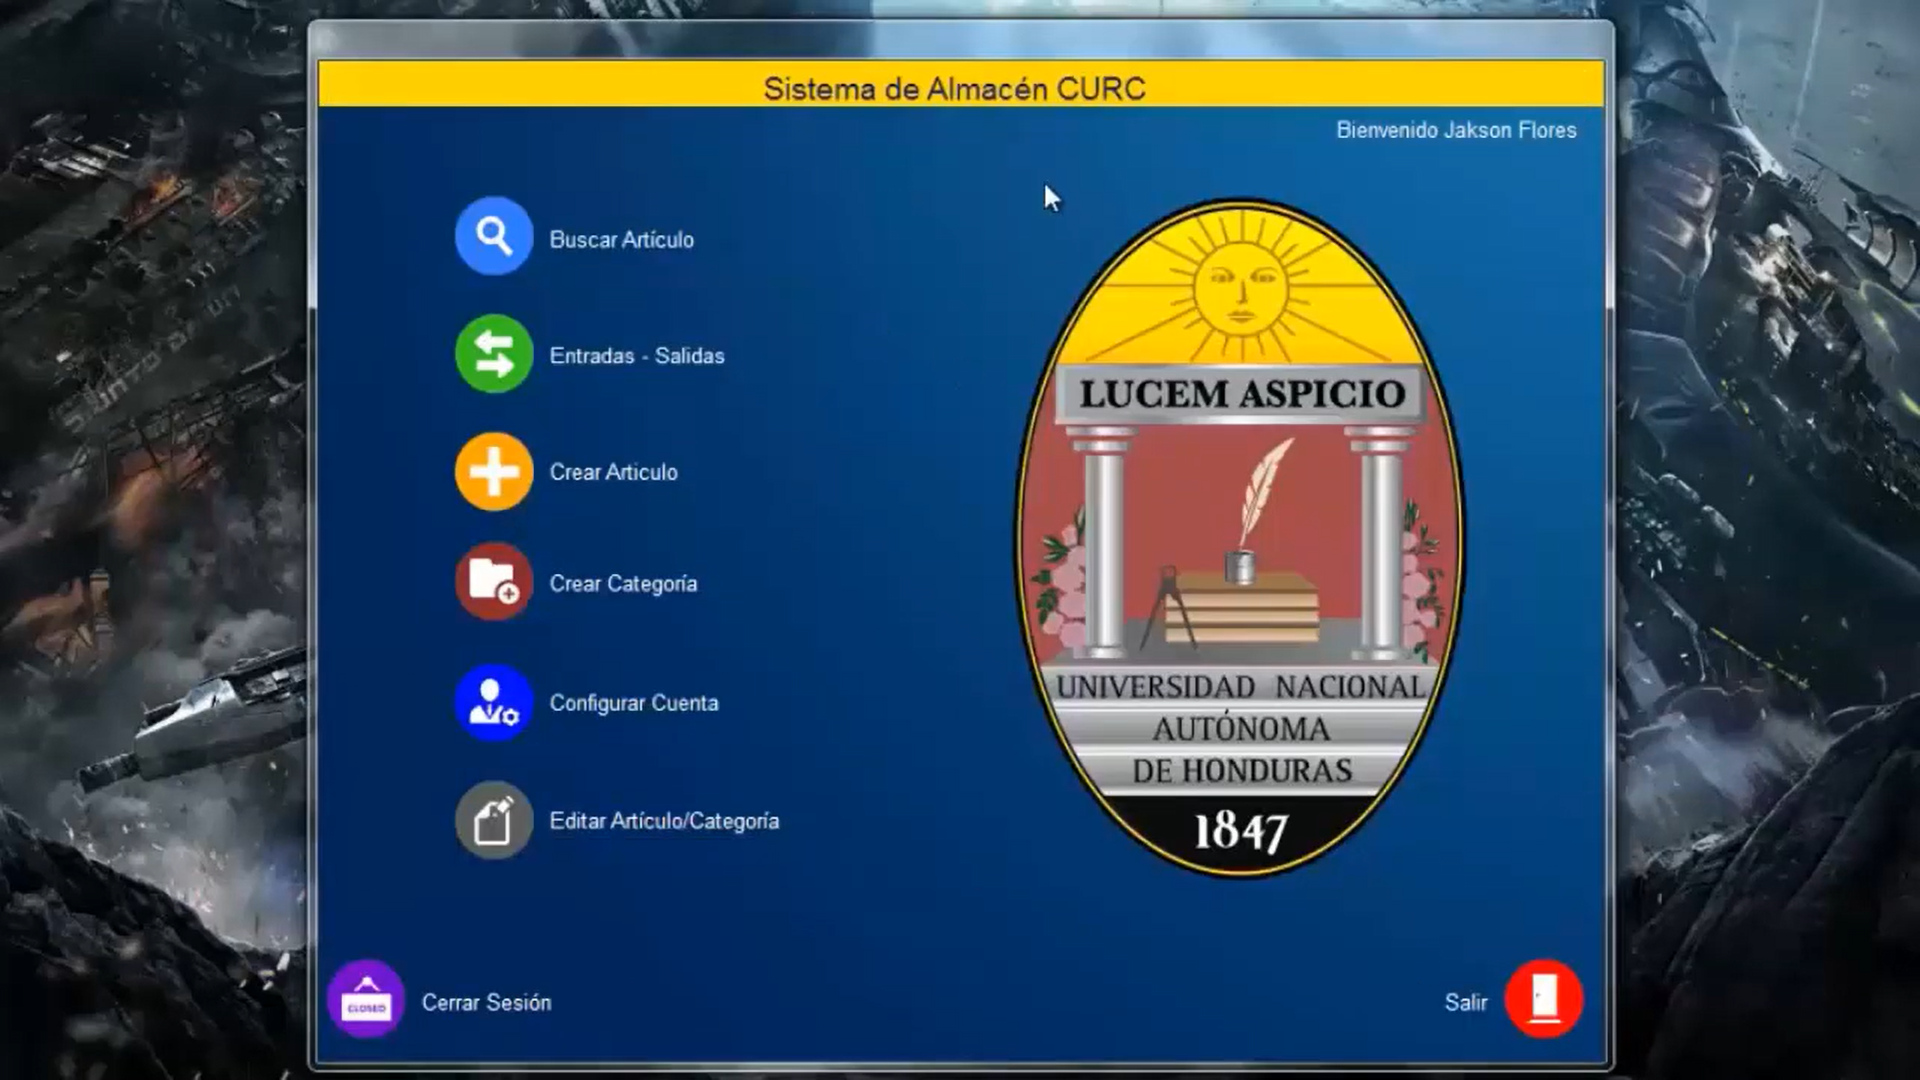 Sistema de Almacén CURC
Bienvenido Jakson Flores
Buscar Artículo
Entradas - Salidas
Crear Articulo
Crear Categoría
Configurar Cuenta
Editar Artículo/Categoría
LUCEM ASPICIO
UNIVERSIDAD NACIONAL
AUTÓNOMA
DE HONDURAS
1847
CLOSED
Cerrar Sesión
Salir